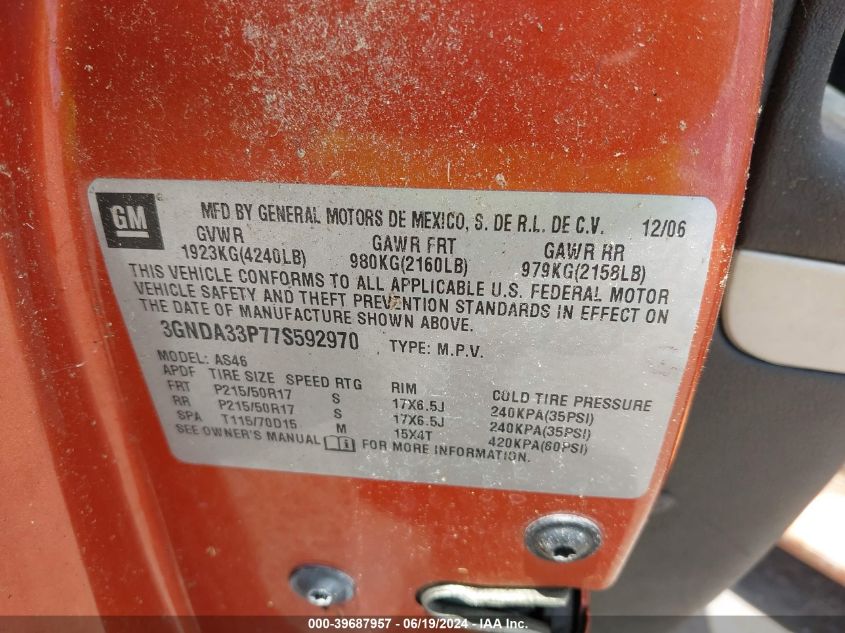 GM MFD BY GENERAL MOTORS DE MEXICO, S. DE R.L. DE C.V. 12/06
GVWR GAWR FRT GAWR RR
1923KG(4240LB) 980KG(2160LB) 979KG(2158LB)
THIS VEHICLE CONFORMS TO ALL APPLICABLE U.S. FEDERAL MOTOR
VEHICLE SAFETY AND THEFT PREVENTION STANDARDS IN EFFECT ON
THE DATE OF MANUFACTURE SHOWN ABOVE.
3GNDA33P77S592970 TYPE: M.P.V.
MODEL: AS46
APDF TIRE SIZE SPEED RTG RIM COLD TIRE PRESSURE
FRT P215/50R17 S 17X6.5J 240KPA(35PSI)
RR P215/50R17 S 17X6.5J 240KPA(35PSI)
SPA T115/70D15 M 15X4T 420KPA(60PSI)
SEE OWNER'S MANUAL FOR MORE INFORMATION.
000-39687957 - 06/19/2024 - IAA Inc.